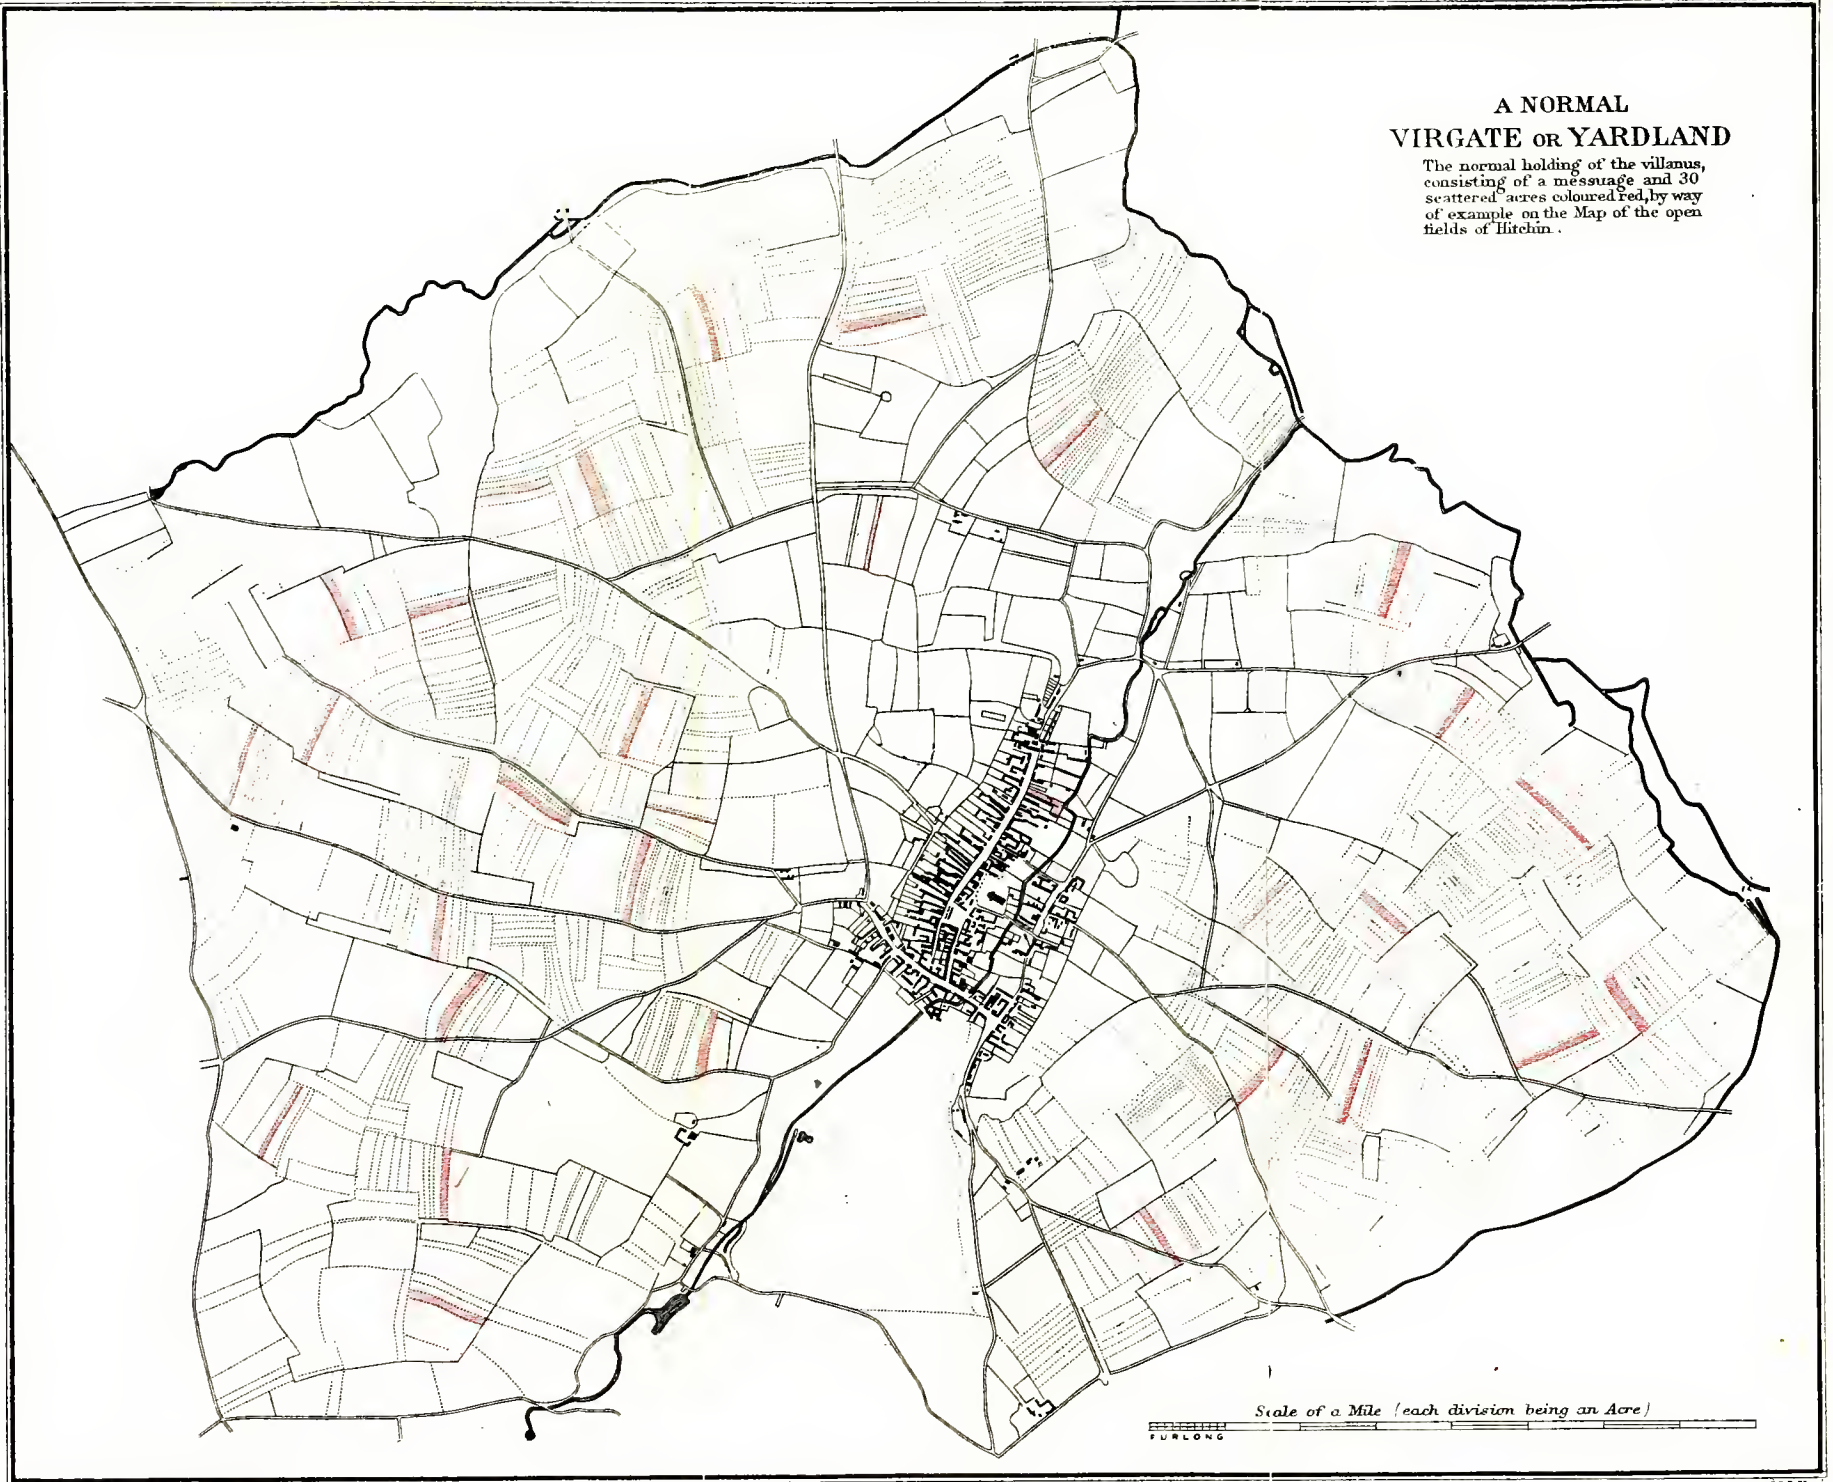 A NORMAL
VIRGATE OR YARDLAND
The normal holding of the villanus,
consisting of a messuage and 30
scattered acres coloured red, by way
of example on the Map of the open
fields of Hitchin.
Scale of a Mile (each division being an Acre)
FURLONG